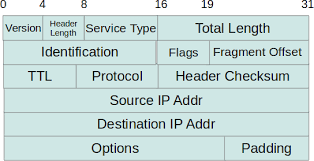 0 4 8 16 19 31
Version Header Length Service Type Total Length
Identification Flags Fragment Offset
TTL Protocol Header Checksum
Source IP Addr
Destination IP Addr
Options Padding